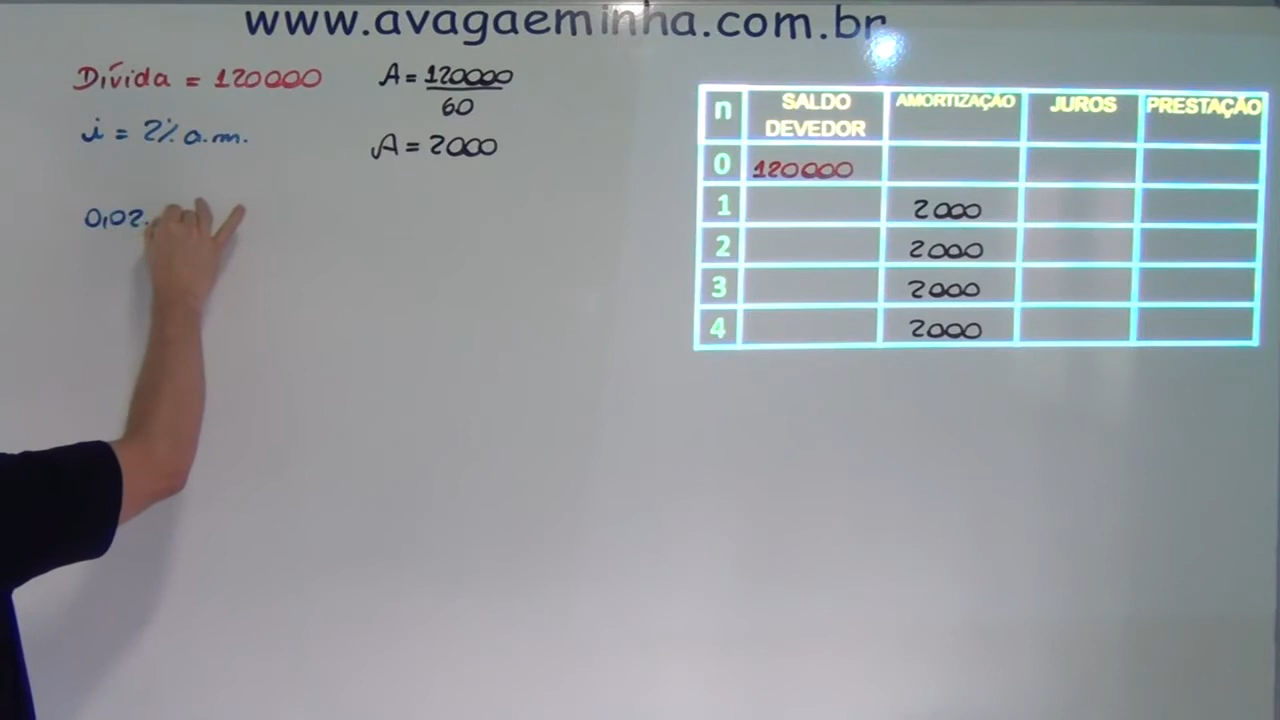 www.avagaeminha.com.br
Dívida = 120000
i = 2% a.m.
0,02.
A = 120000
60
A = 2000
n SALDO DEVEDOR AMORTIZAÇÃO JUROS PRESTAÇÃO
0 120000
1 2000
2 2000
3 2000
4 2000